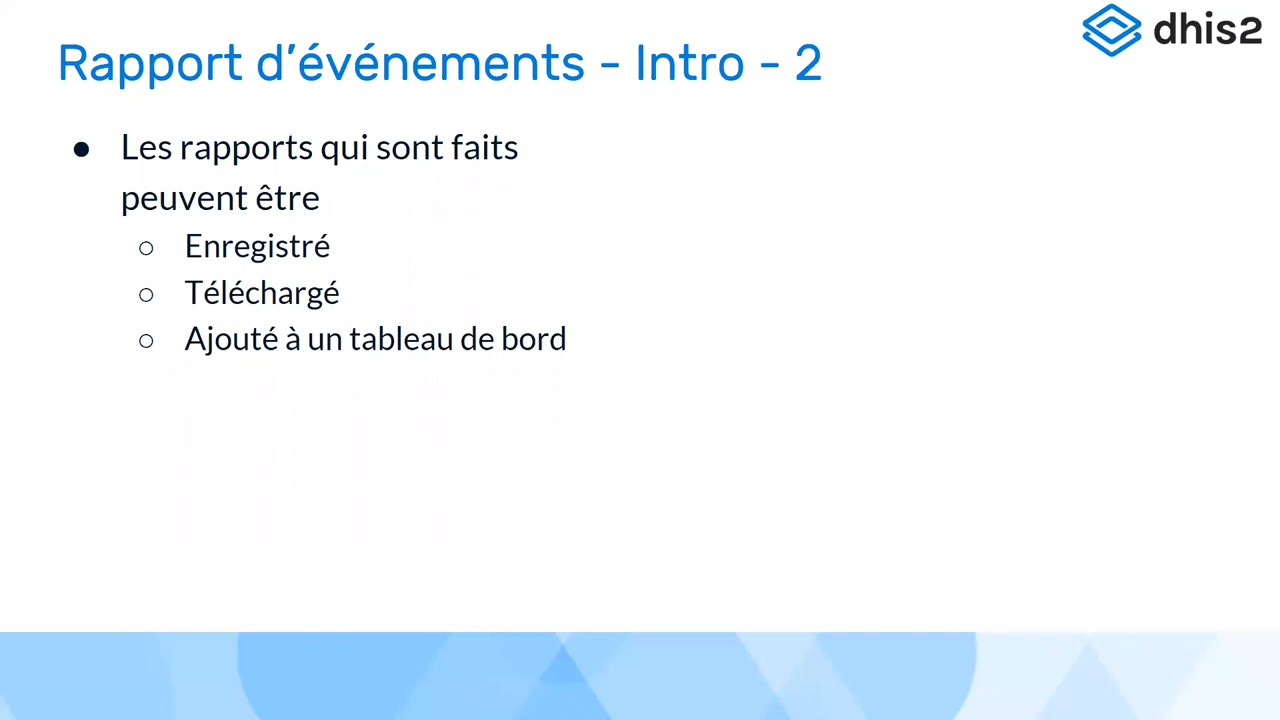 dhis2
Rapport d’événements - Intro - 2
● Les rapports qui sont faits
peuvent être
○ Enregistré
○ Téléchargé
○ Ajouté à un tableau de bord